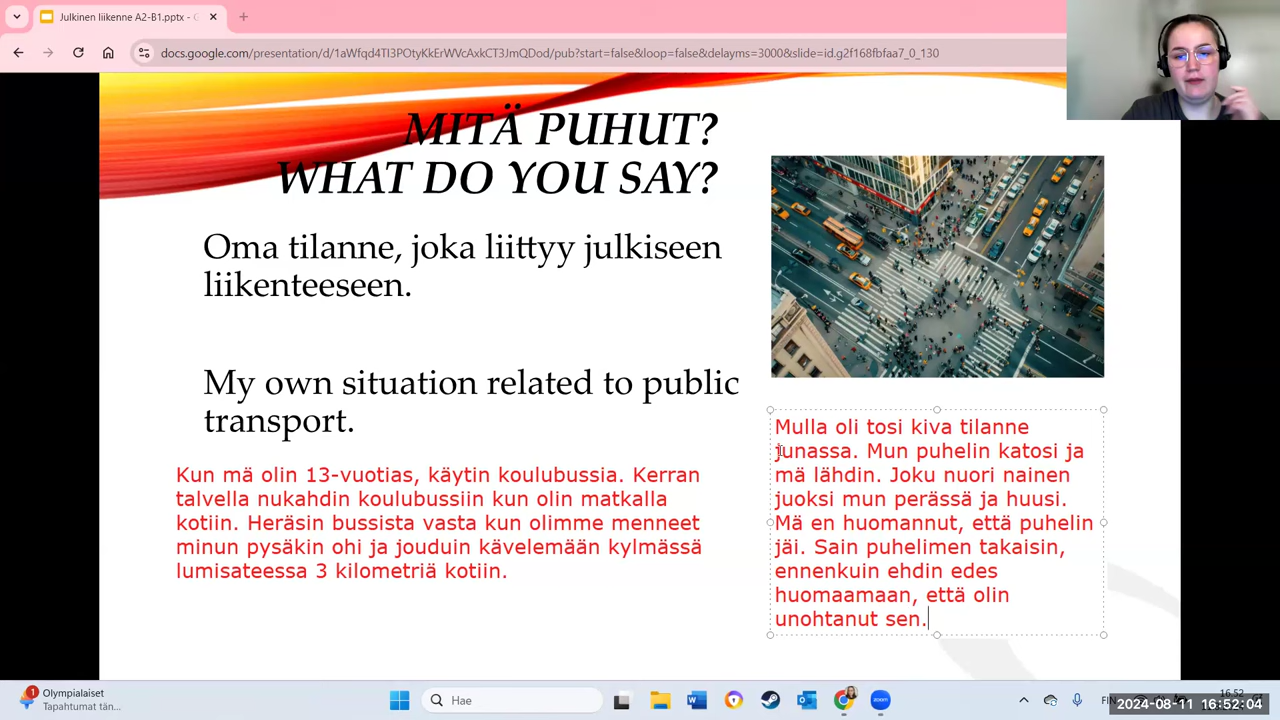 Julkinen liikenne A2-B1.pptx - G
docs.google.com/presentation/d/1aWfqd4TI3POtyKkErWVcAxkCT3JmQDod/pub?start=false&loop=false&delayms=3000&slide=id.g2f168fbfaa7_0_130
MITÄ PUHUT?
WHAT DO YOU SAY?
Oma tilanne, joka liittyy julkiseen
liikenteeseen.
My own situation related to public
transport.
Kun mä olin 13-vuotias, käytin koulubussia. Kerran
talvella nukahdin koulubussiin kun olin matkalla
kotiin. Heräsin bussista vasta kun olimme menneet
minun pysäkin ohi ja jouduin kävelemään kylmässä
lumisateessa 3 kilometriä kotiin.
Mulla oli tosi kiva tilanne
junassa. Mun puhelin katosi ja
mä lähdin. Joku nuori nainen
juoksi mun perässä ja huusi.
Mä en huomannut, että puhelin
jäi. Sain puhelimen takaisin,
ennenkuin ehdin edes
huomaamaan, että olin
unohtanut sen.
1
Olympialaiset
Tapahtumat tän...
Hae
FIN
16.52
2024-08-11 16:52:04